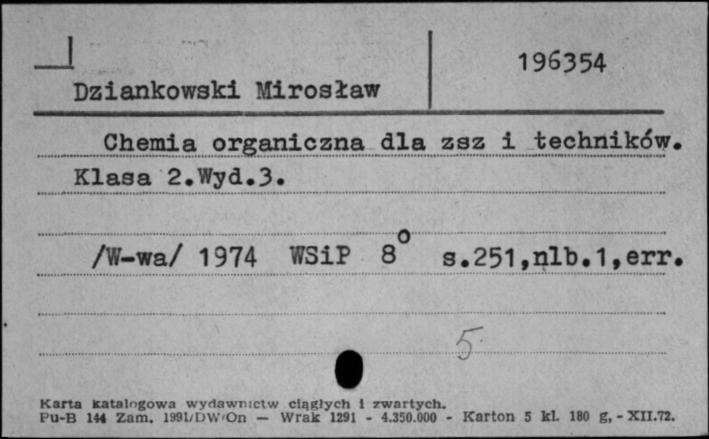 196354
Dziankowski Mirosław
Chemia organiczna dla zsz i techników.
Klasa 2.Wyd.3.
/W-wa/ 1974 WSiP 8° s.251,nlb.1,err.
5
Karta katalogowa wydawnictw ciągłych i zwartych.
Pu-B 144 Zam. 1991/DW/On — Wrak 1291 - 4.350.000 - Karton 5 kl. 180 g, - XII.72.